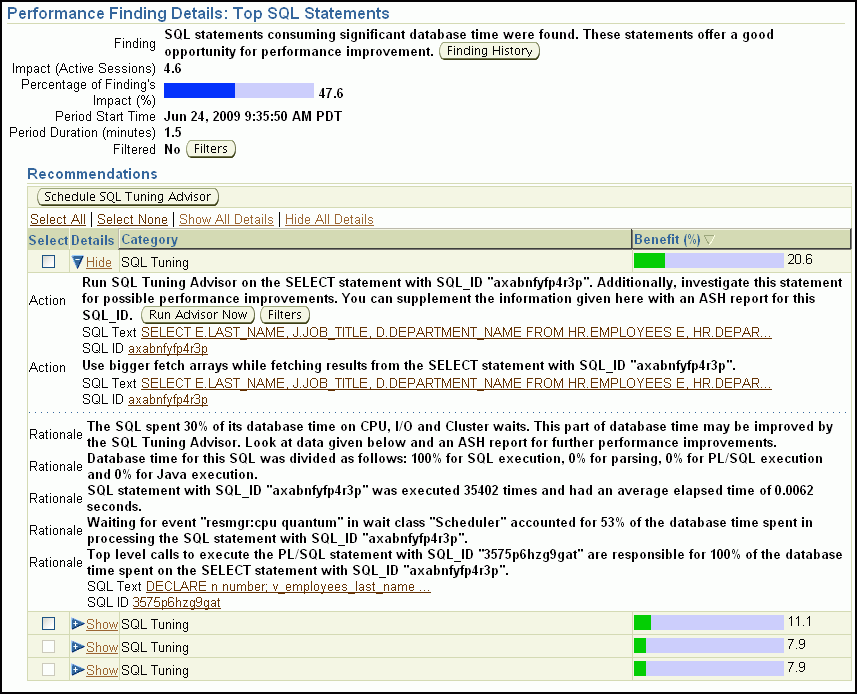 Performance Finding Details: Top SQL Statements
Finding SQL statements consuming significant database time were found. These statements offer a good
opportunity for performance improvement. Finding History
Impact (Active Sessions) 4.6
Percentage of Finding's
Impact (%) 47.6
Period Start Time Jun 24, 2009 9:35:50 AM PDT
Period Duration (minutes) 1.5
Filtered No Filters
Recommendations
Schedule SQL Tuning Advisor
Select All | Select None | Show All Details | Hide All Details
Select Details Category Benefit (%)
Hide SQL Tuning 20.6
Action Run SQL Tuning Advisor on the SELECT statement with SQL_ID "axabnfyfp4r3p". Additionally, investigate this statement
for possible performance improvements. You can supplement the information given here with an ASH report for this
SQL_ID. Run Advisor Now Filters
SQL Text SELECT E.LAST_NAME, J.JOB_TITLE, D.DEPARTMENT_NAME FROM HR.EMPLOYEES E, HR.DEPAR...
SQL ID axabnfyfp4r3p
Action Use bigger fetch arrays while fetching results from the SELECT statement with SQL_ID "axabnfyfp4r3p".
SQL Text SELECT E.LAST_NAME, J.JOB_TITLE, D.DEPARTMENT_NAME FROM HR.EMPLOYEES E, HR.DEPAR...
SQL ID axabnfyfp4r3p
Rationale The SQL spent 30% of its database time on CPU, I/O and Cluster waits. This part of database time may be improved by
the SQL Tuning Advisor. Look at data given below and an ASH report for further performance improvements.
Rationale Database time for this SQL was divided as follows: 100% for SQL execution, 0% for parsing, 0% for PL/SQL execution
and 0% for Java execution.
Rationale SQL statement with SQL_ID "axabnfyfp4r3p" was executed 35402 times and had an average elapsed time of 0.0062
seconds.
Rationale Waiting for event "resmgr:cpu quantum" in wait class "Scheduler" accounted for 53% of the database time spent in
processing the SQL statement with SQL_ID "axabnfyfp4r3p".
Rationale Top level calls to execute the PL/SQL statement with SQL_ID "3575p6hzg9gat" are responsible for 100% of the database
time spent on the SELECT statement with SQL_ID "axabnfyfp4r3p".
SQL Text DECLARE n number; v_employees_last_name ...
SQL ID 3575p6hzg9gat
Show SQL Tuning 11.1
Show SQL Tuning 7.9
Show SQL Tuning 7.9